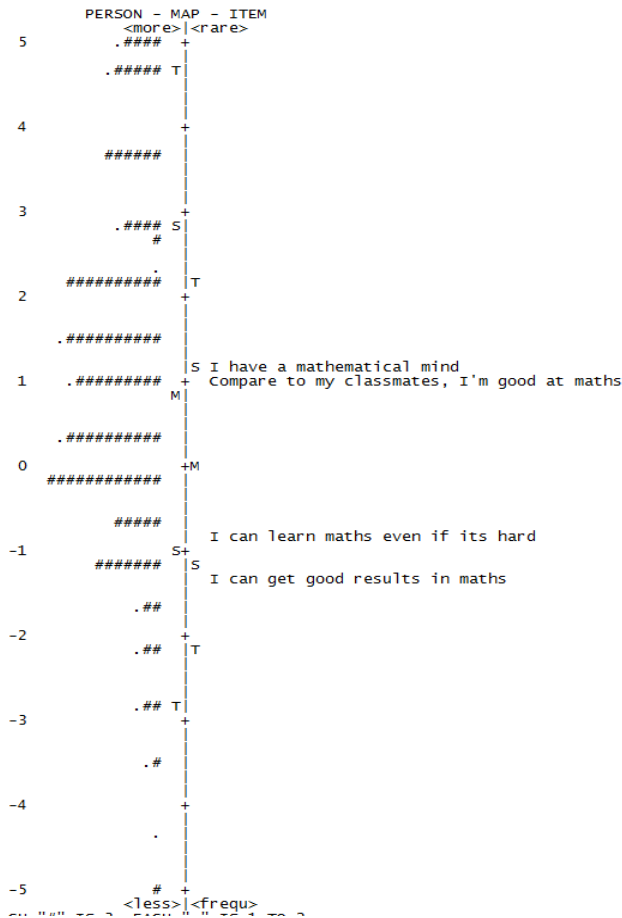 PERSON - MAP - ITEM
<more>|<rare>
5 .#### +
.##### T|
4 +
###### |
3 +
.#### S|
# |
. |
########## |T
2 +
.########## |
|S I have a mathematical mind
1 .######### + Compare to my classmates, I'm good at maths
M|
.########## |
0 +M
############ |
##### |
| I can learn maths even if its hard
-1 S+
####### |S
| I can get good results in maths
.## |
-2 +
.## |T
.## T|
-3 +
.# |
-4 +
. |
-5 # +
<less>|<frequ>